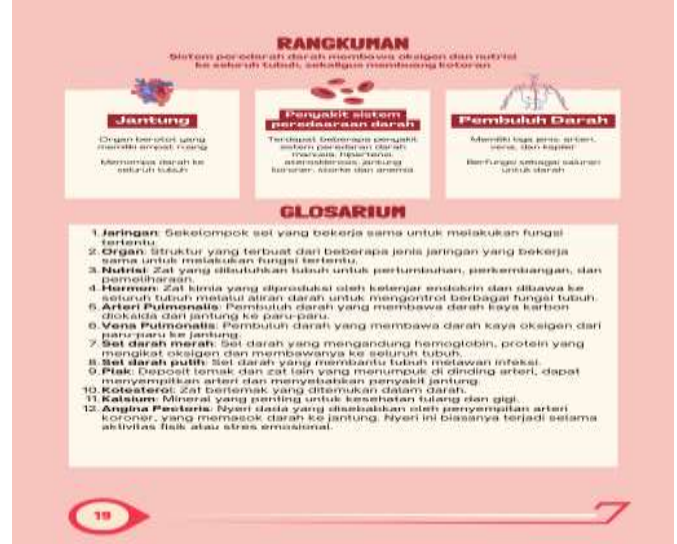 RANGKUMAN
Sistem peredarah darah membawa oksigen dan nutrisi
ke seluruh tubuh, sekaligus membuang kotoran
Jantung
Organ berotot yang
memiliki empat ruang
Memompa darah ke
seluruh tubuh
Penyakit sistem
peredaaraan darah
Terdapat beberapa penyakit
sistem peredaran darah
manusia, hipertensi,
aterosklerosis, jantung
koroner, storke dan anemia
Pembuluh Darah
Memiliki tiga jenis: arteri,
vena, dan kapiler
Berfungsi sebagai saluran
untuk darah
GLOSARIUM
1. Jaringan: Sekelompok sel yang bekerja sama untuk melakukan fungsi
tertentu.
2. Organ: Struktur yang terbuat dari beberapa jenis jaringan yang bekerja
sama untuk melakukan fungsi tertentu.
3. Nutrisi: Zat yang dibutuhkan tubuh untuk pertumbuhan, perkembangan, dan
pemeliharaan.
4. Hormon: Zat kimia yang diproduksi oleh kelenjar endokrin dan dibawa ke
seluruh tubuh melalui aliran darah untuk mengontrol berbagai fungsi tubuh.
5. Arteri Pulmonalis: Pembuluh darah yang membawa darah kaya karbon
dioksida dari jantung ke paru-paru.
6. Vena Pulmonalis: Pembuluh darah yang membawa darah kaya oksigen dari
paru-paru ke jantung.
7. Sel darah merah: Sel darah yang mengandung hemoglobin, protein yang
mengikat oksigen dan membawanya ke seluruh tubuh.
8. Sel darah putih: Sel darah yang membantu tubuh melawan infeksi.
9. Plak: Deposit lemak dan zat lain yang menumpuk di dinding arteri, dapat
menyempitkan arteri dan menyebabkan penyakit jantung.
10. Kolesterol: Zat berlemak yang ditemukan dalam darah.
11. Kalsium: Mineral yang penting untuk kesehatan tulang dan gigi.
12. Angina Pectoris: Nyeri dada yang disebabkan oleh penyempitan arteri
koroner, yang memasok darah ke jantung. Nyeri ini biasanya terjadi selama
aktivitas fisik atau stres emosional.
19